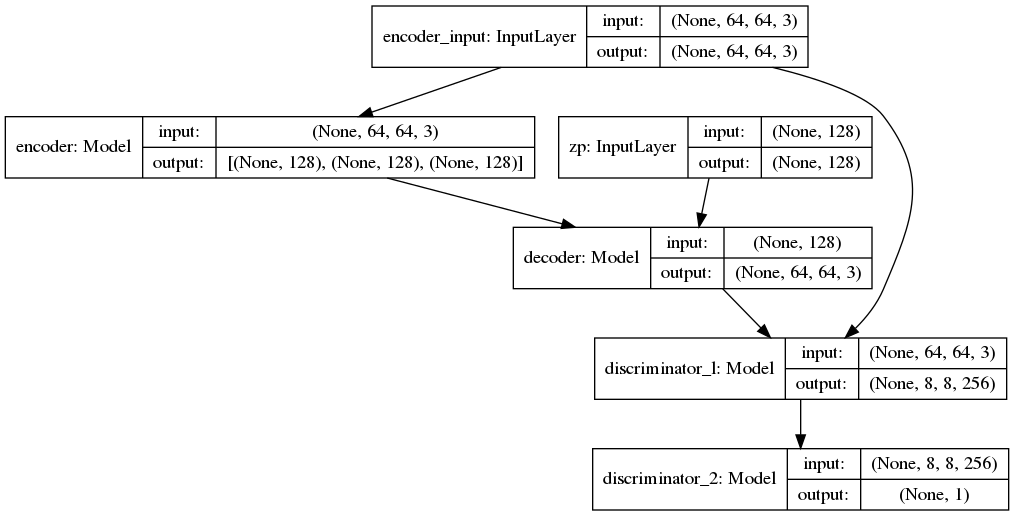 encoder_input: InputLayer
input:
(None, 64, 64, 3)
output:
(None, 64, 64, 3)
encoder: Model
input:
(None, 64, 64, 3)
output:
[(None, 128), (None, 128), (None, 128)]
zp: InputLayer
input:
(None, 128)
output:
(None, 128)
decoder: Model
input:
(None, 128)
output:
(None, 64, 64, 3)
discriminator_l: Model
input:
(None, 64, 64, 3)
output:
(None, 8, 8, 256)
discriminator_2: Model
input:
(None, 8, 8, 256)
output:
(None, 1)